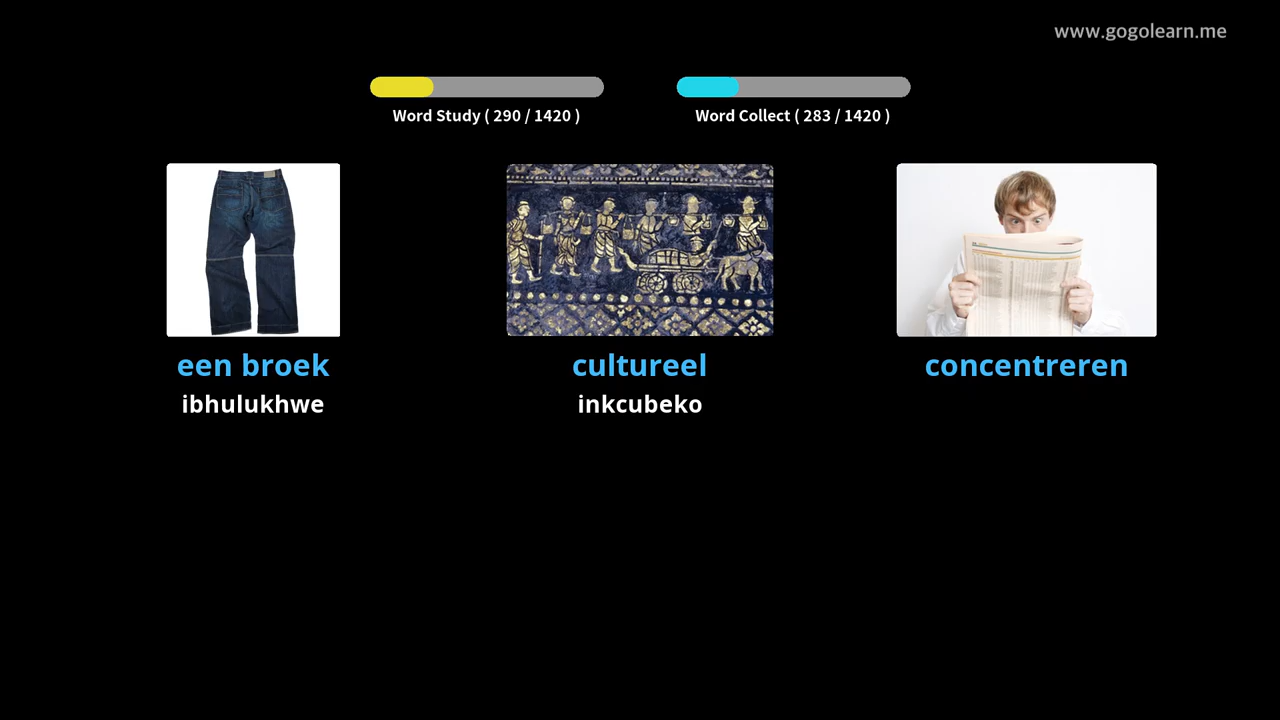 www.gogolearn.me
Word Study ( 290 / 1420 )
Word Collect ( 283 / 1420 )
een broek
ibhulukhwe
cultureel
inkcubeko
concentreren